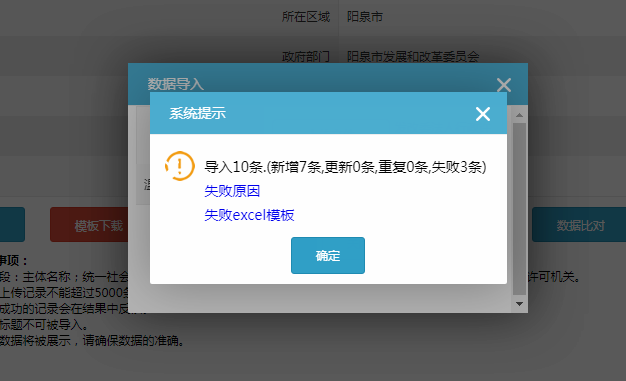 所在区域 阳泉市
政府部门 阳泉市发展和改革委员会
数据导入
系统提示
导入10条.(新增7条,更新0条,重复0条,失败3条)
失败原因
失败excel模板
确定
模板下载
数据比对
事项：
段：主体名称；统一社会 许可机关。
上传记录不能超过5000条
成功的记录会在结果中反
标题不可被导入。
数据将被展示，请确保数据的准确。